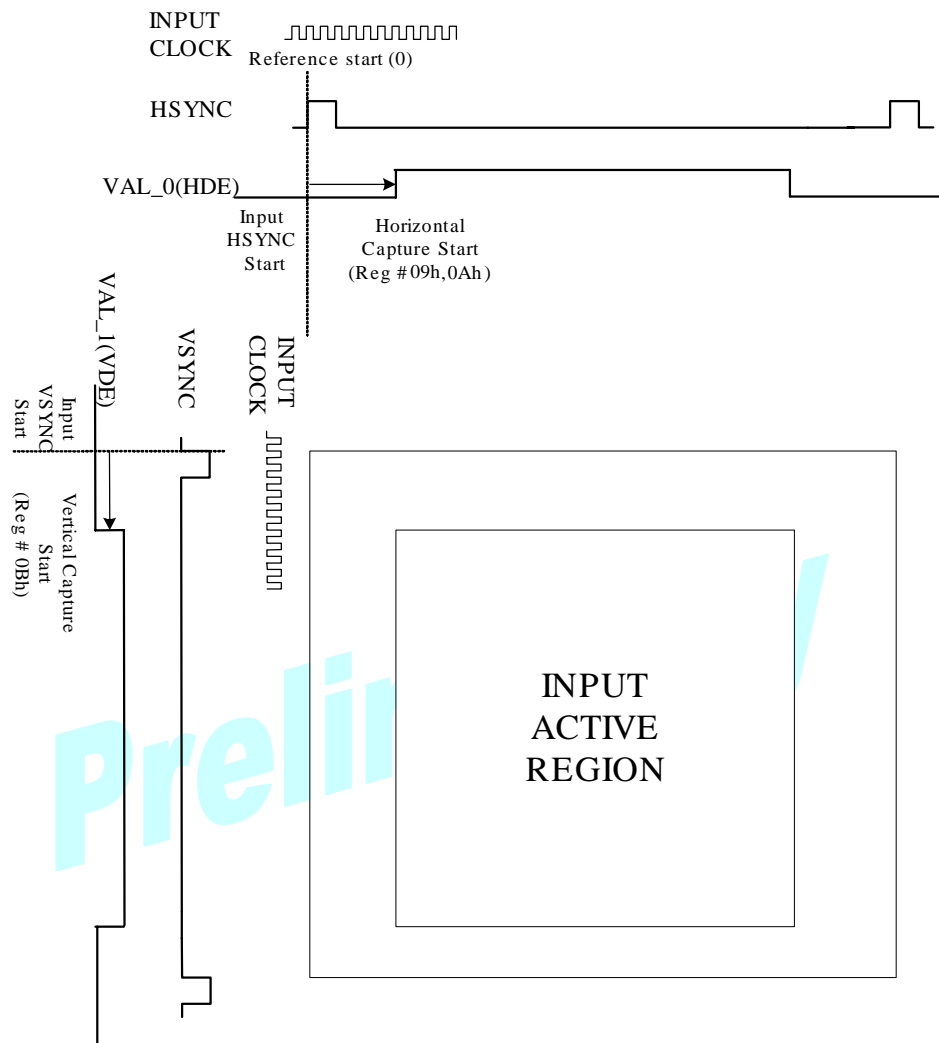 INPUT
CLOCK
Reference start (0)
HSYNC
VAL_0(HDE)
Input
HSYNC
Start
Horizontal
Capture Start
(Reg #09h,0Ah)
VAL_1(VDE)
VSYNC
INPUT
CLOCK
Input
VSYNC
Start
Vertical Capture
Start
(Reg # 0Bh)
INPUT
ACTIVE
REGION